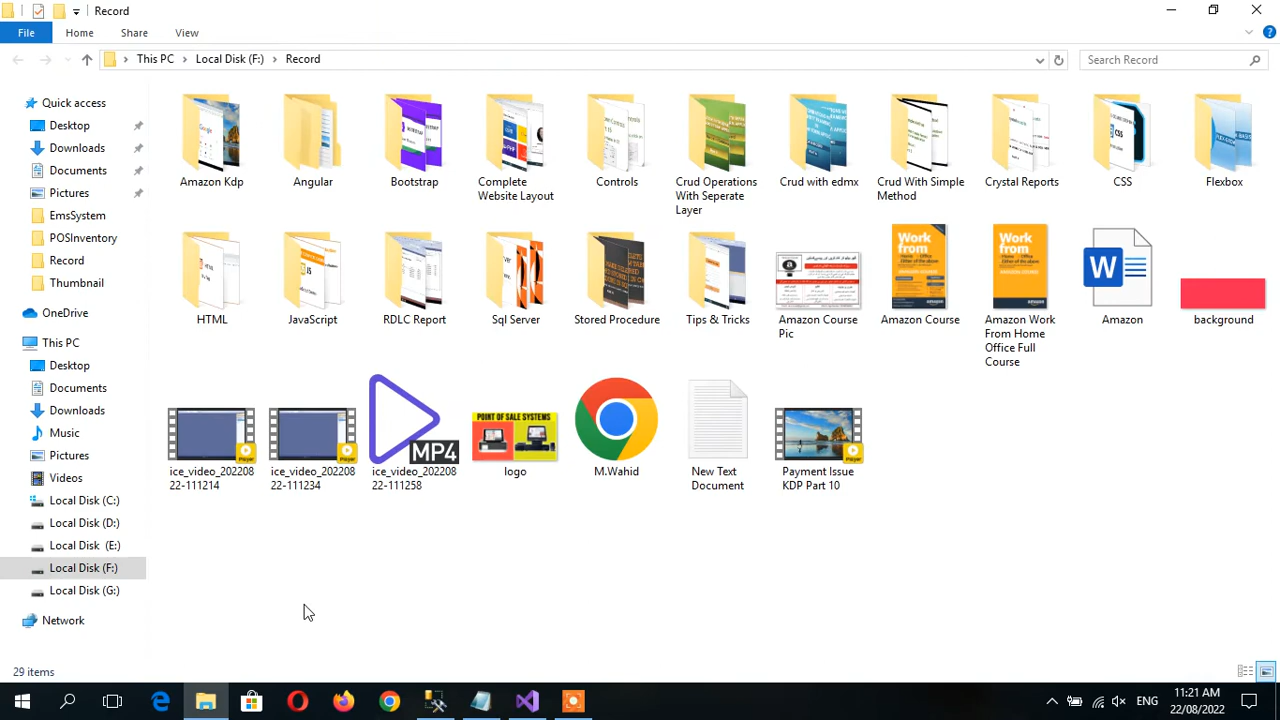 Record
File
Home
Share
View
This PC
Local Disk (F:)
Record
Search Record
Quick access
Desktop
Downloads
Documents
Pictures
EmsSystem
POSInventory
Record
Thumbnail
OneDrive
This PC
Desktop
Documents
Downloads
Music
Pictures
Videos
Local Disk (C:)
Local Disk (D:)
Local Disk (E:)
Local Disk (F:)
Local Disk (G:)
Network
Amazon Kdp
Angular
Bootstrap
Complete
Website Layout
Controls
Crud Operations
With Seperate
Layer
Crud with edmx
Crud With Simple
Method
Crystal Reports
CSS
CSS
Flexbox
HTML
JavaScript
RDLC Report
Sql Server
Stored Procedure
Tips & Tricks
Amazon Course
Pic
Work
from
amazon
Amazon Course
Work
from
amazon
Amazon Work
From Home
Office Full
Course
W
Amazon
background
ice_video_202208
22-111214
ice_video_202208
22-111234
MP4
ice_video_202208
22-111258
POINT OF SALE SYSTEMS
logo
M.Wahid
New Text
Document
Payment Issue
KDP Part 10
29 items
ENG
11:21 AM
22/08/2022